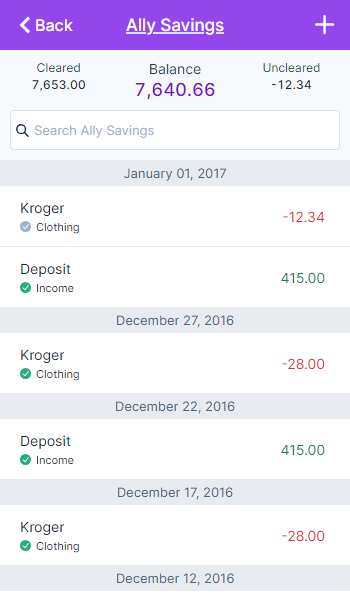 Back
Ally Savings
Cleared
7,653.00
Balance
7,640.66
Uncleared
-12.34
Search Ally Savings
January 01, 2017
Kroger
-12.34
Clothing
Deposit
415.00
Income
December 27, 2016
Kroger
-28.00
Clothing
December 22, 2016
Deposit
415.00
Income
December 17, 2016
Kroger
-28.00
Clothing
December 12, 2016